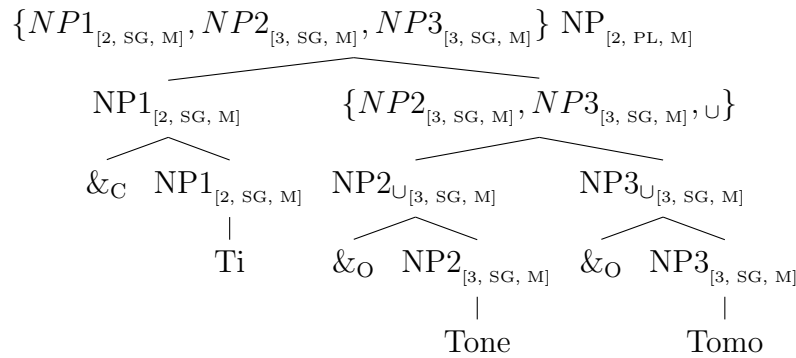 {NP1[2, SG, M], NP2[3, SG, M], NP3[3, SG, M]} NP[2, PL, M]
NP1[2, SG, M] {NP2[3, SG, M], NP3[3, SG, M], ∪}
&C NP1[2, SG, M] NP2∪[3, SG, M] NP3∪[3, SG, M]
Ti &O NP2[3, SG, M] &O NP3[3, SG, M]
Tone Tomo